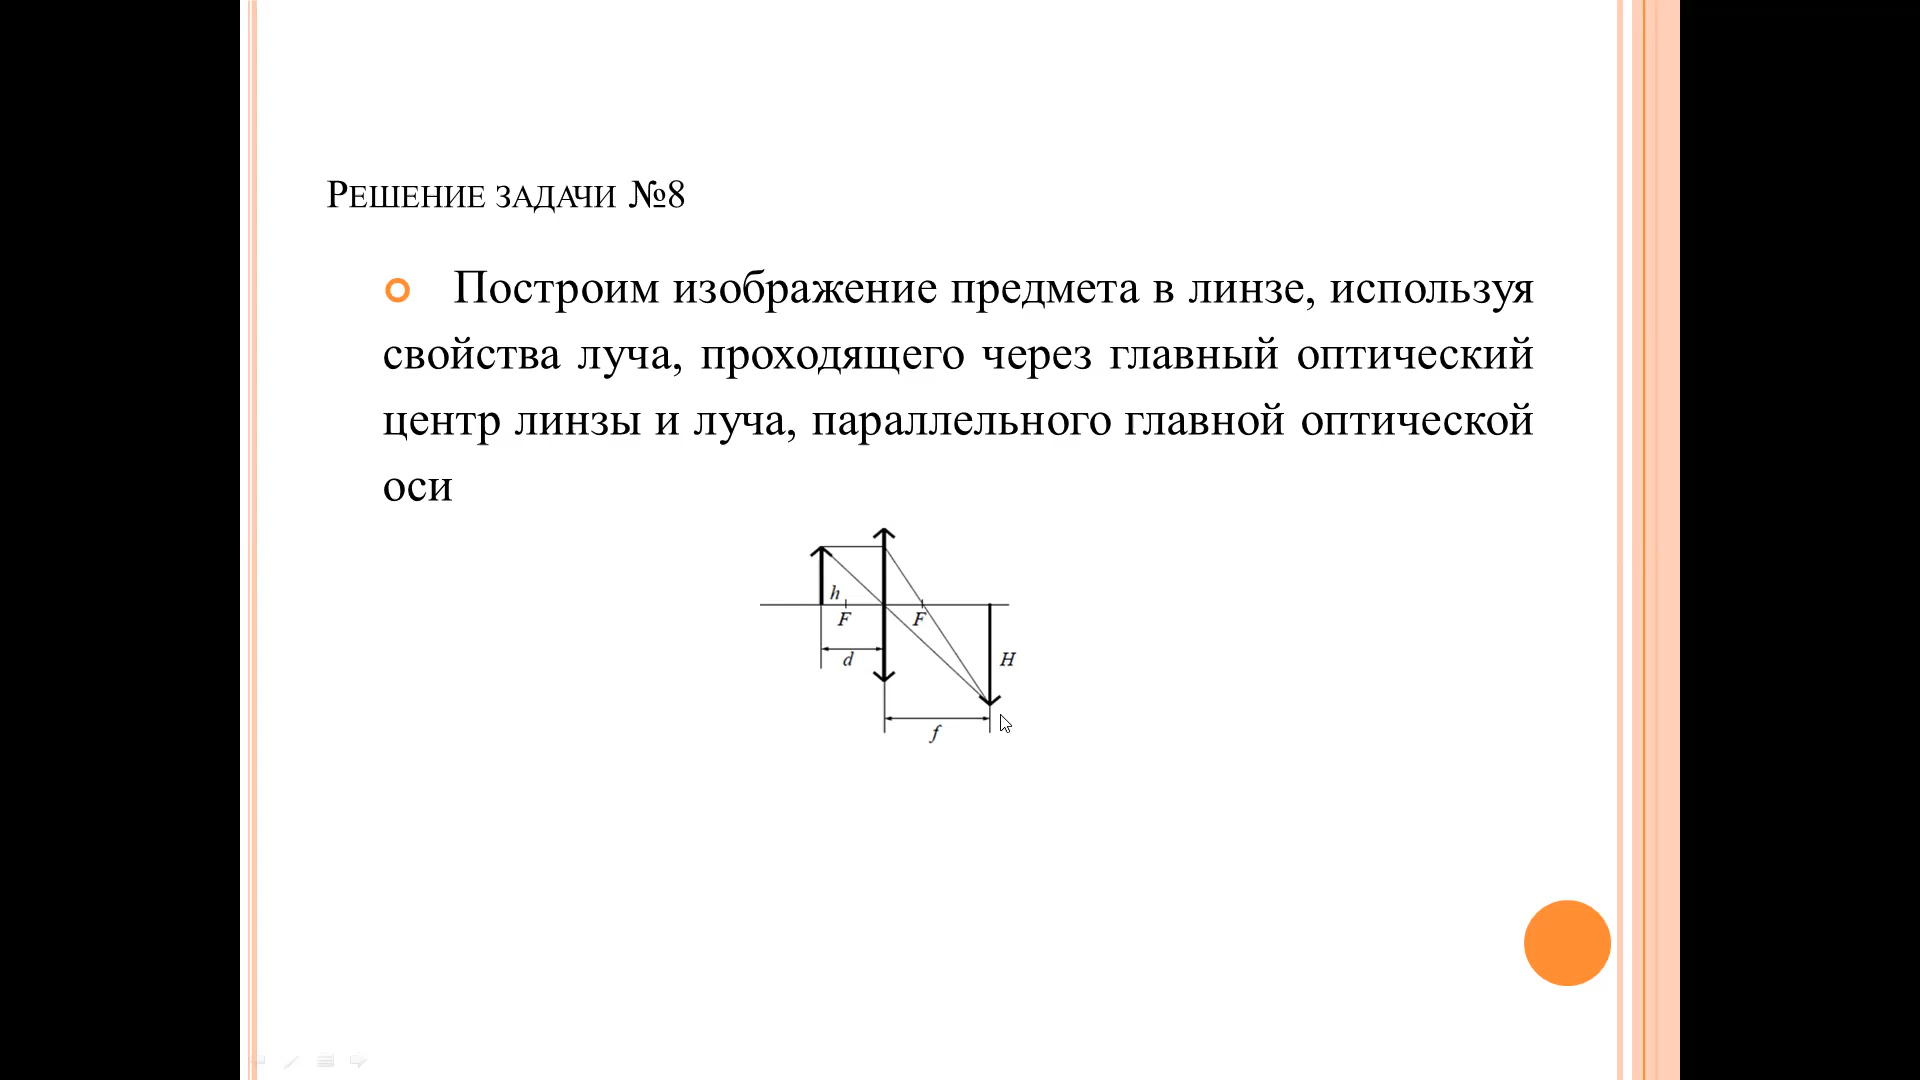 Решение задачи №8
Построим изображение предмета в линзе, используя
свойства луча, проходящего через главный оптический
центр линзы и луча, параллельного главной оптической
оси
h
F
F
d
H
f